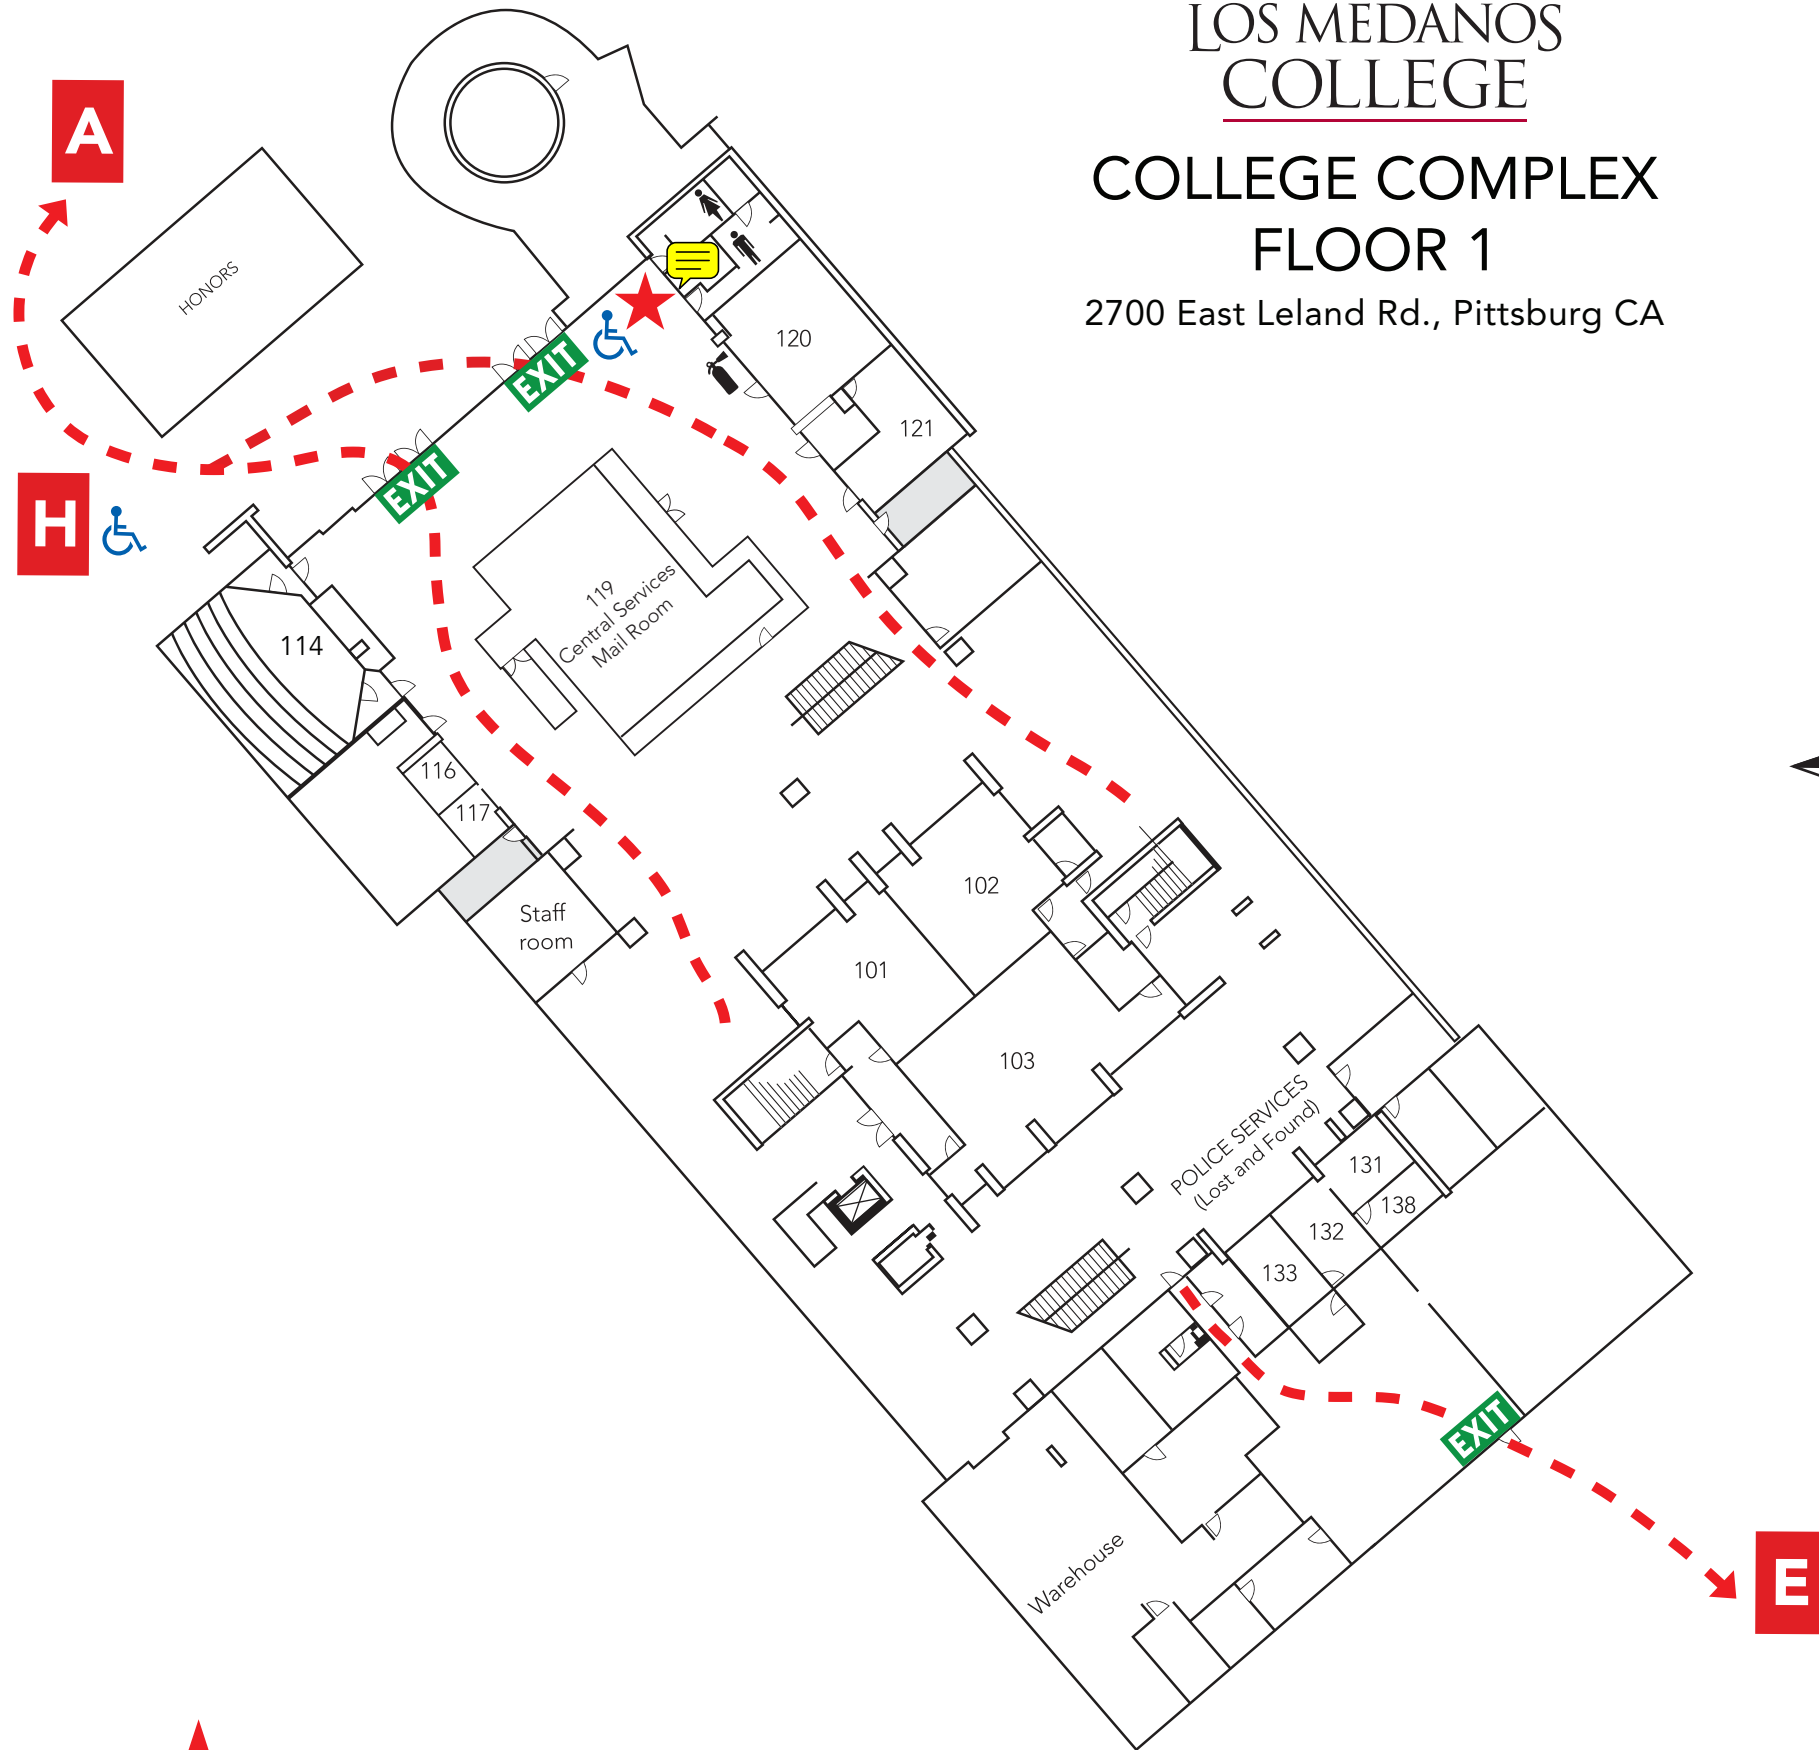 LOS MEDANOS
COLLEGE
COLLEGE COMPLEX
FLOOR 1
2700 East Leland Rd., Pittsburg CA
A
HONORS
120
EXIT
121
EXIT
H
119
Central Services
Mail Room
114
116
117
102
Staff
room
101
103
POLICE SERVICES
(Lost and Found)
131
138
132
133
EXIT
Warehouse
E